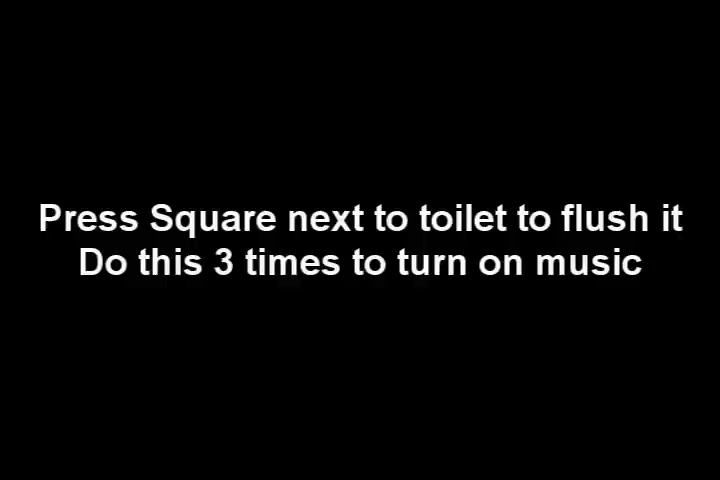 Press Square next to toilet to flush it
Do this 3 times to turn on music